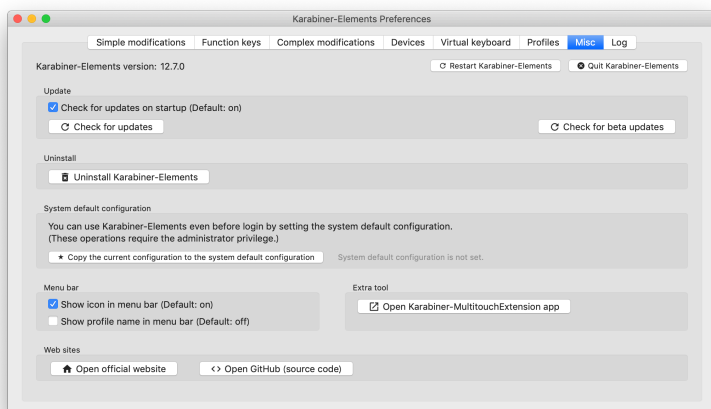 Karabiner-Elements Preferences
Simple modifications Function keys Complex modifications Devices Virtual keyboard Profiles Misc Log
Karabiner-Elements version: 12.7.0 Restart Karabiner-Elements Quit Karabiner-Elements
Update
Check for updates on startup (Default: on)
Check for updates Check for beta updates
Uninstall
Uninstall Karabiner-Elements
System default configuration
You can use Karabiner-Elements even before login by setting the system default configuration.
(These operations require the administrator privilege.)
Copy the current configuration to the system default configuration System default configuration is not set.
Menu bar Extra tool
Show icon in menu bar (Default: on) Open Karabiner-MultitouchExtension app
Show profile name in menu bar (Default: off)
Web sites
Open official website Open GitHub (source code)